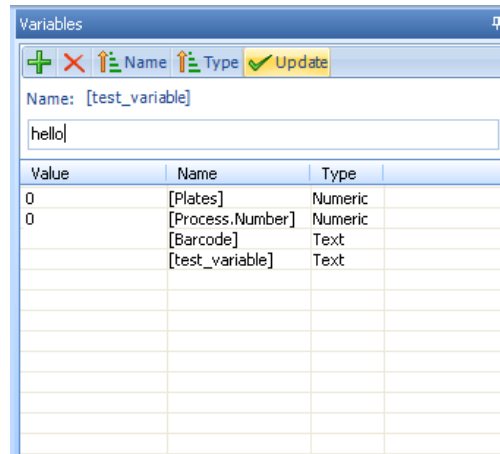 Variables
Name Type Update
Name: [test_variable]
hello
Value Name Type
0 [Plates] Numeric
0 [Process.Number] Numeric
[Barcode] Text
[test_variable] Text